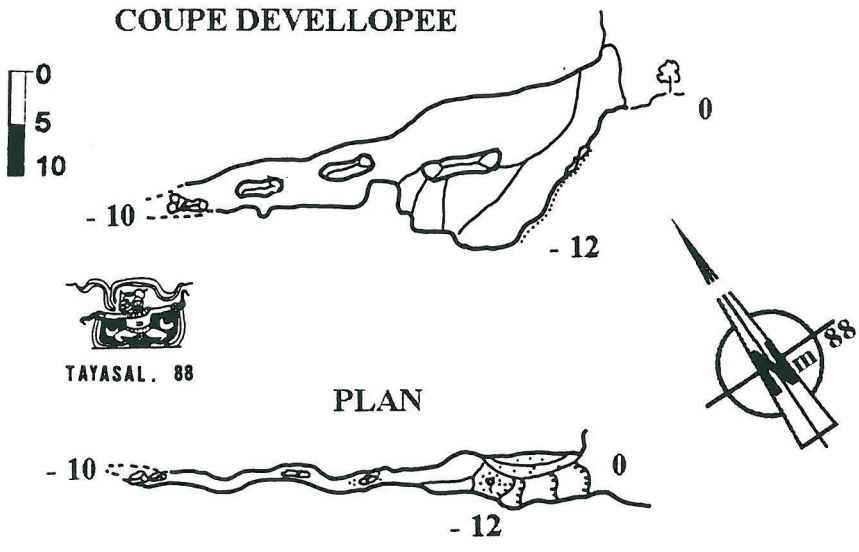 COUPE DEVELLOPEE
0
5
10
0
- 10
- 12
TAYASAL. 88
m 88
PLAN
- 10
0
- 12